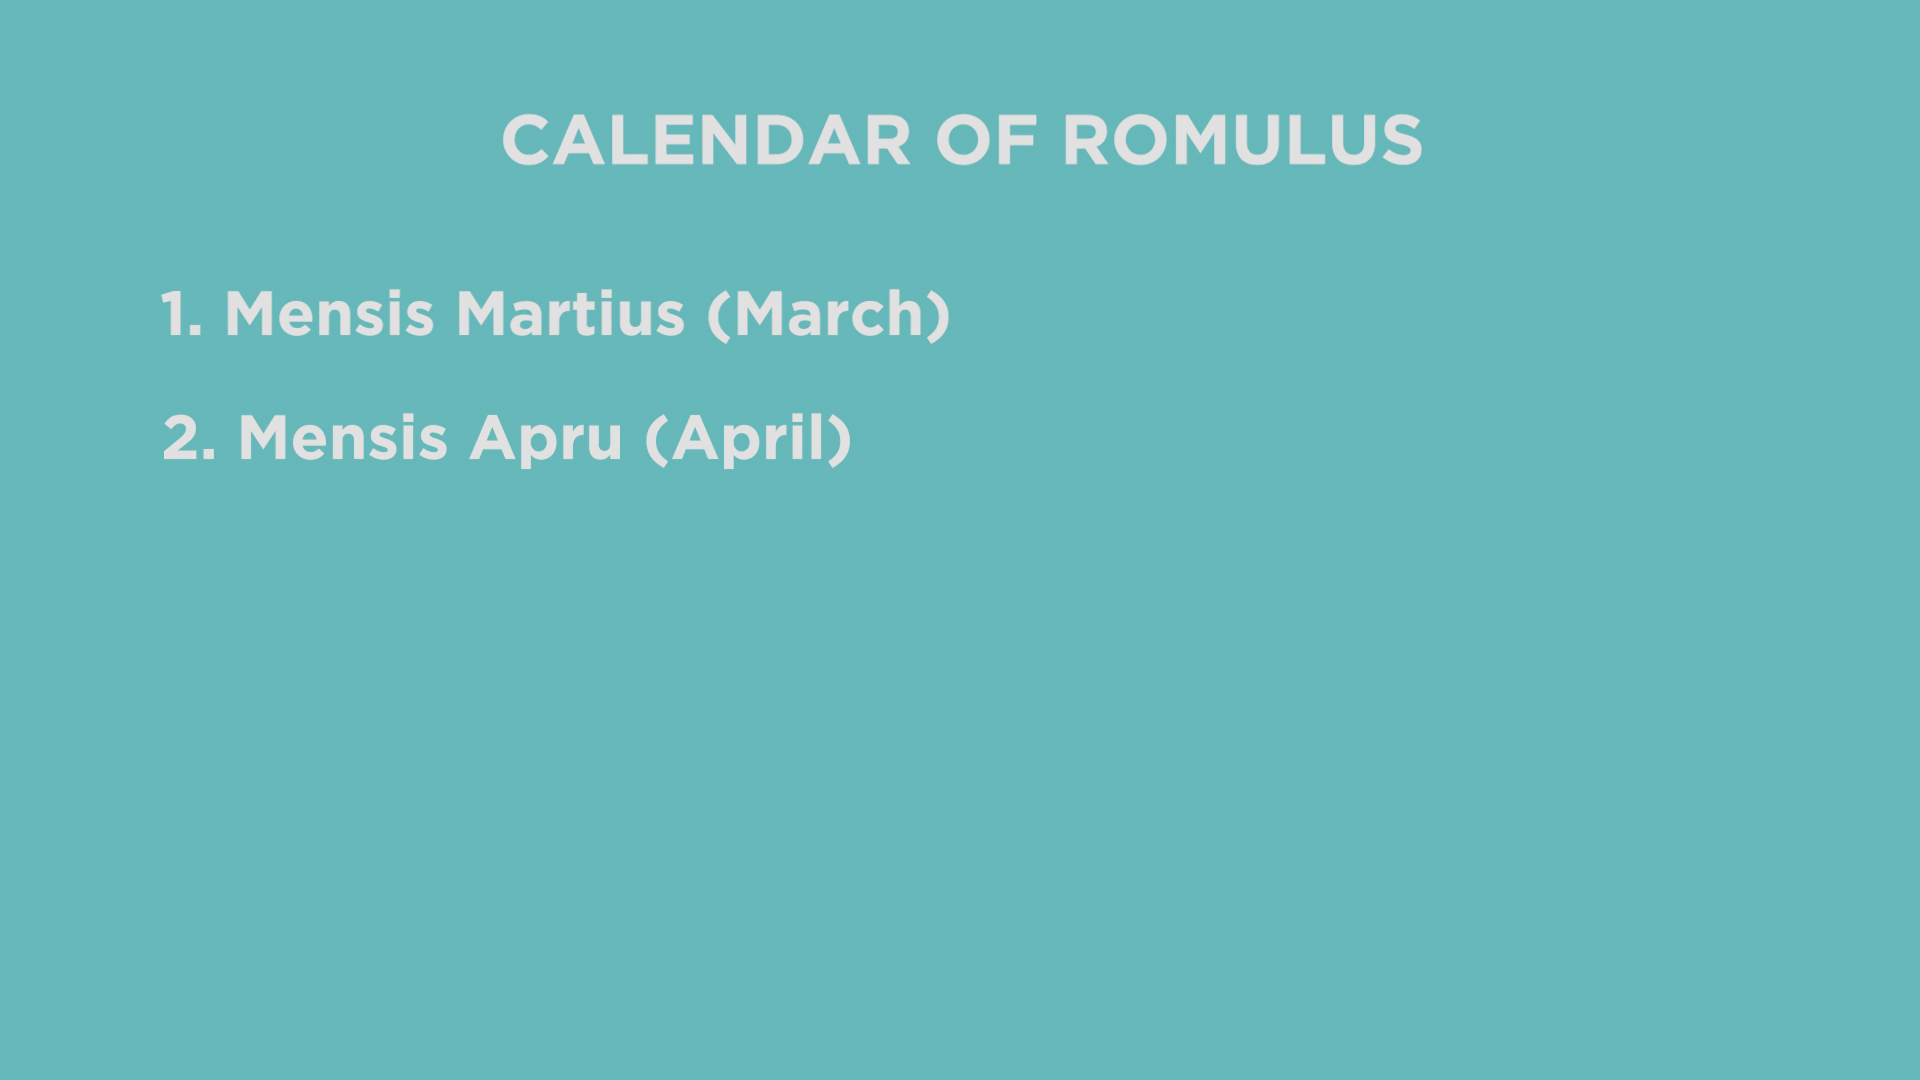 CALENDAR OF ROMULUS
1. Mensis Martius (March)
2. Mensis Apru (April)